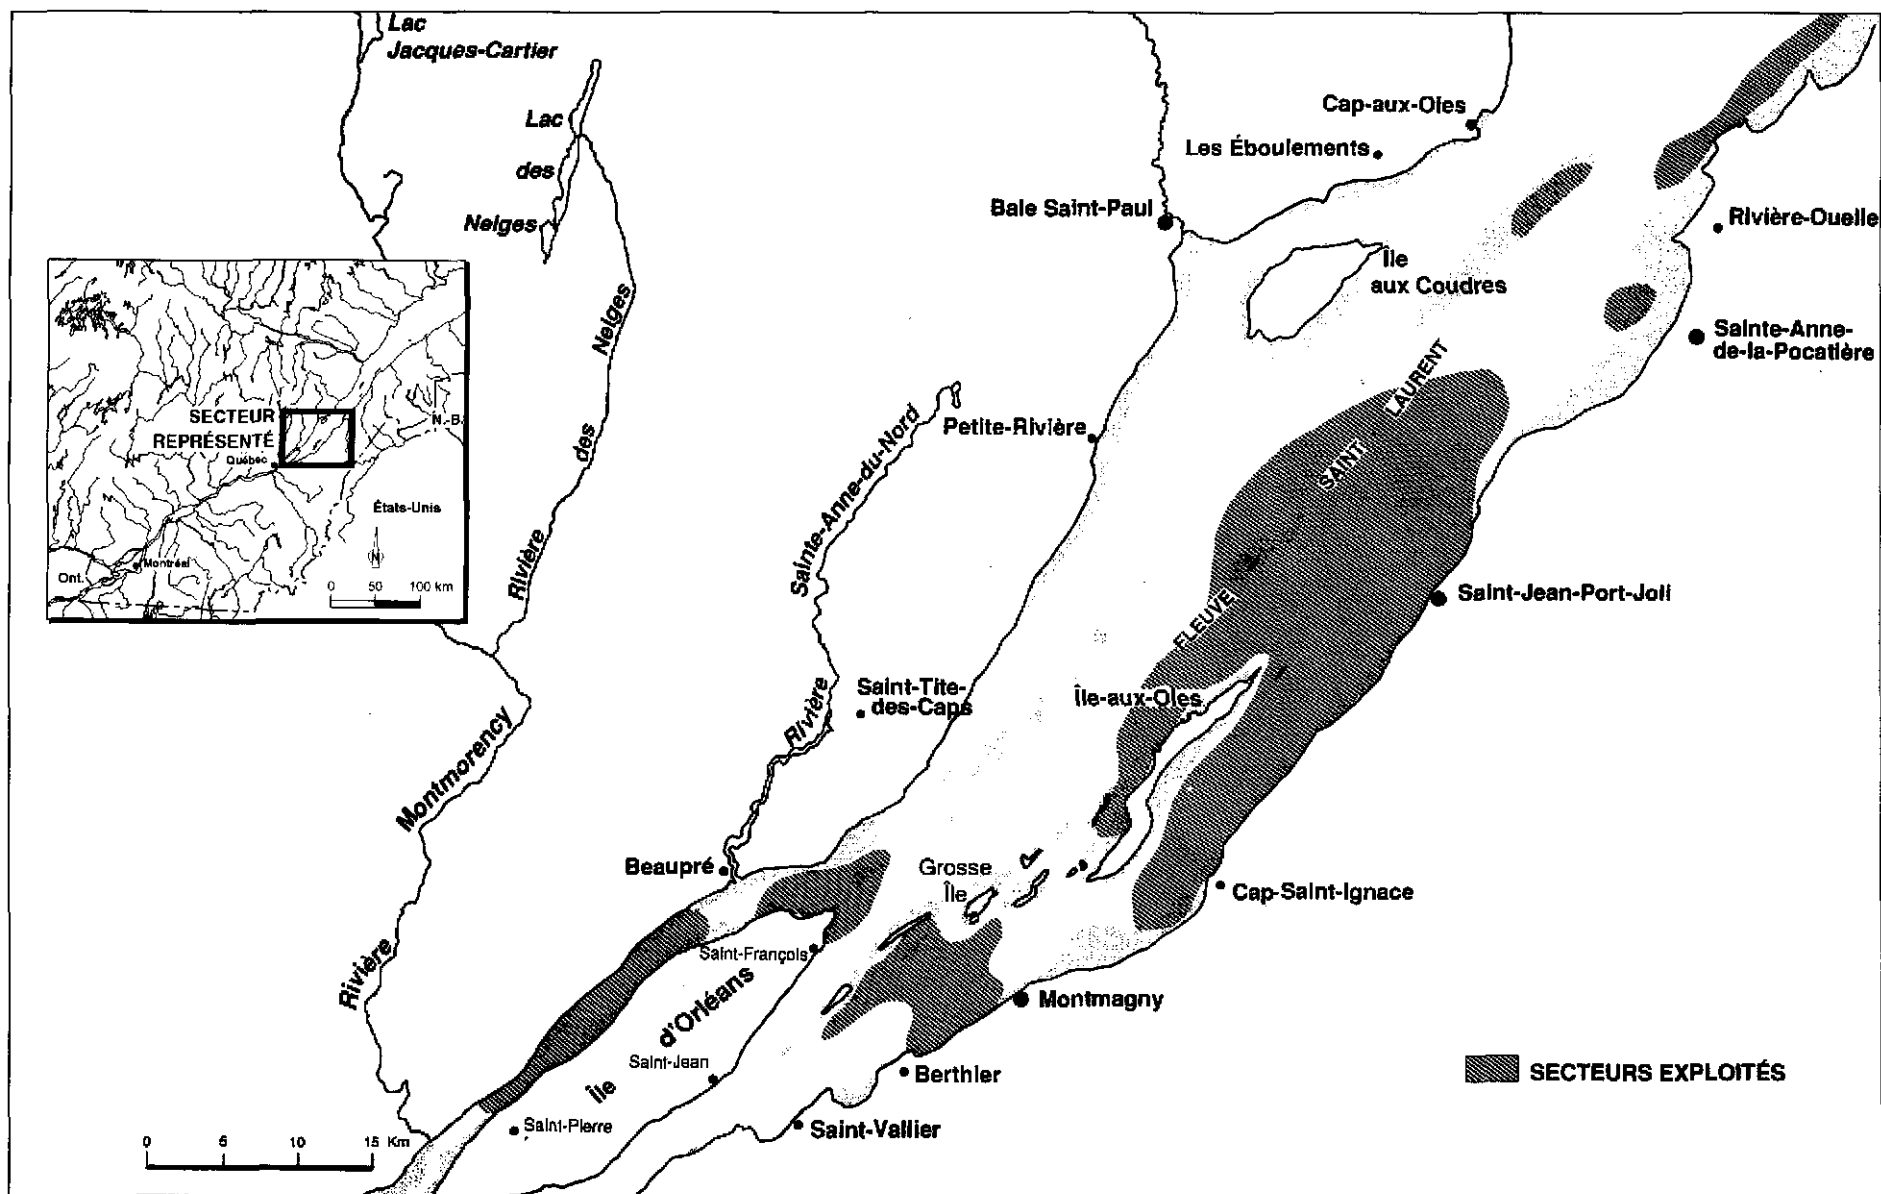 Lac
Jacques-Cartier
Lac
des
Neiges
Cap-aux-Oies
Les Éboulements
Baie Saint-Paul
Rivière-Ouelle
Île
aux Coudres
Sainte-Anne-
de-la-Pocatière
SECTEUR
REPRÉSENTÉ
Québec
N.-B.
États-Unis
N
Montréal
Ont.
0 50 100 km
Rivière des Neiges
Petite-Rivière
Rivière Sainte-Anne-du-Nord
FLEUVE SAINT LAURENT
Saint-Jean-Port-Joli
Saint-Tite-
des-Caps
Île-aux-Oies
Rivière Montmorency
Beaupré
Grosse
Île
Cap-Saint-Ignace
Saint-François
Île d'Orléans
Montmagny
Saint-Jean
Berthier
SECTEURS EXPLOITÉS
Saint-Pierre
Saint-Vallier
0 5 10 15 Km